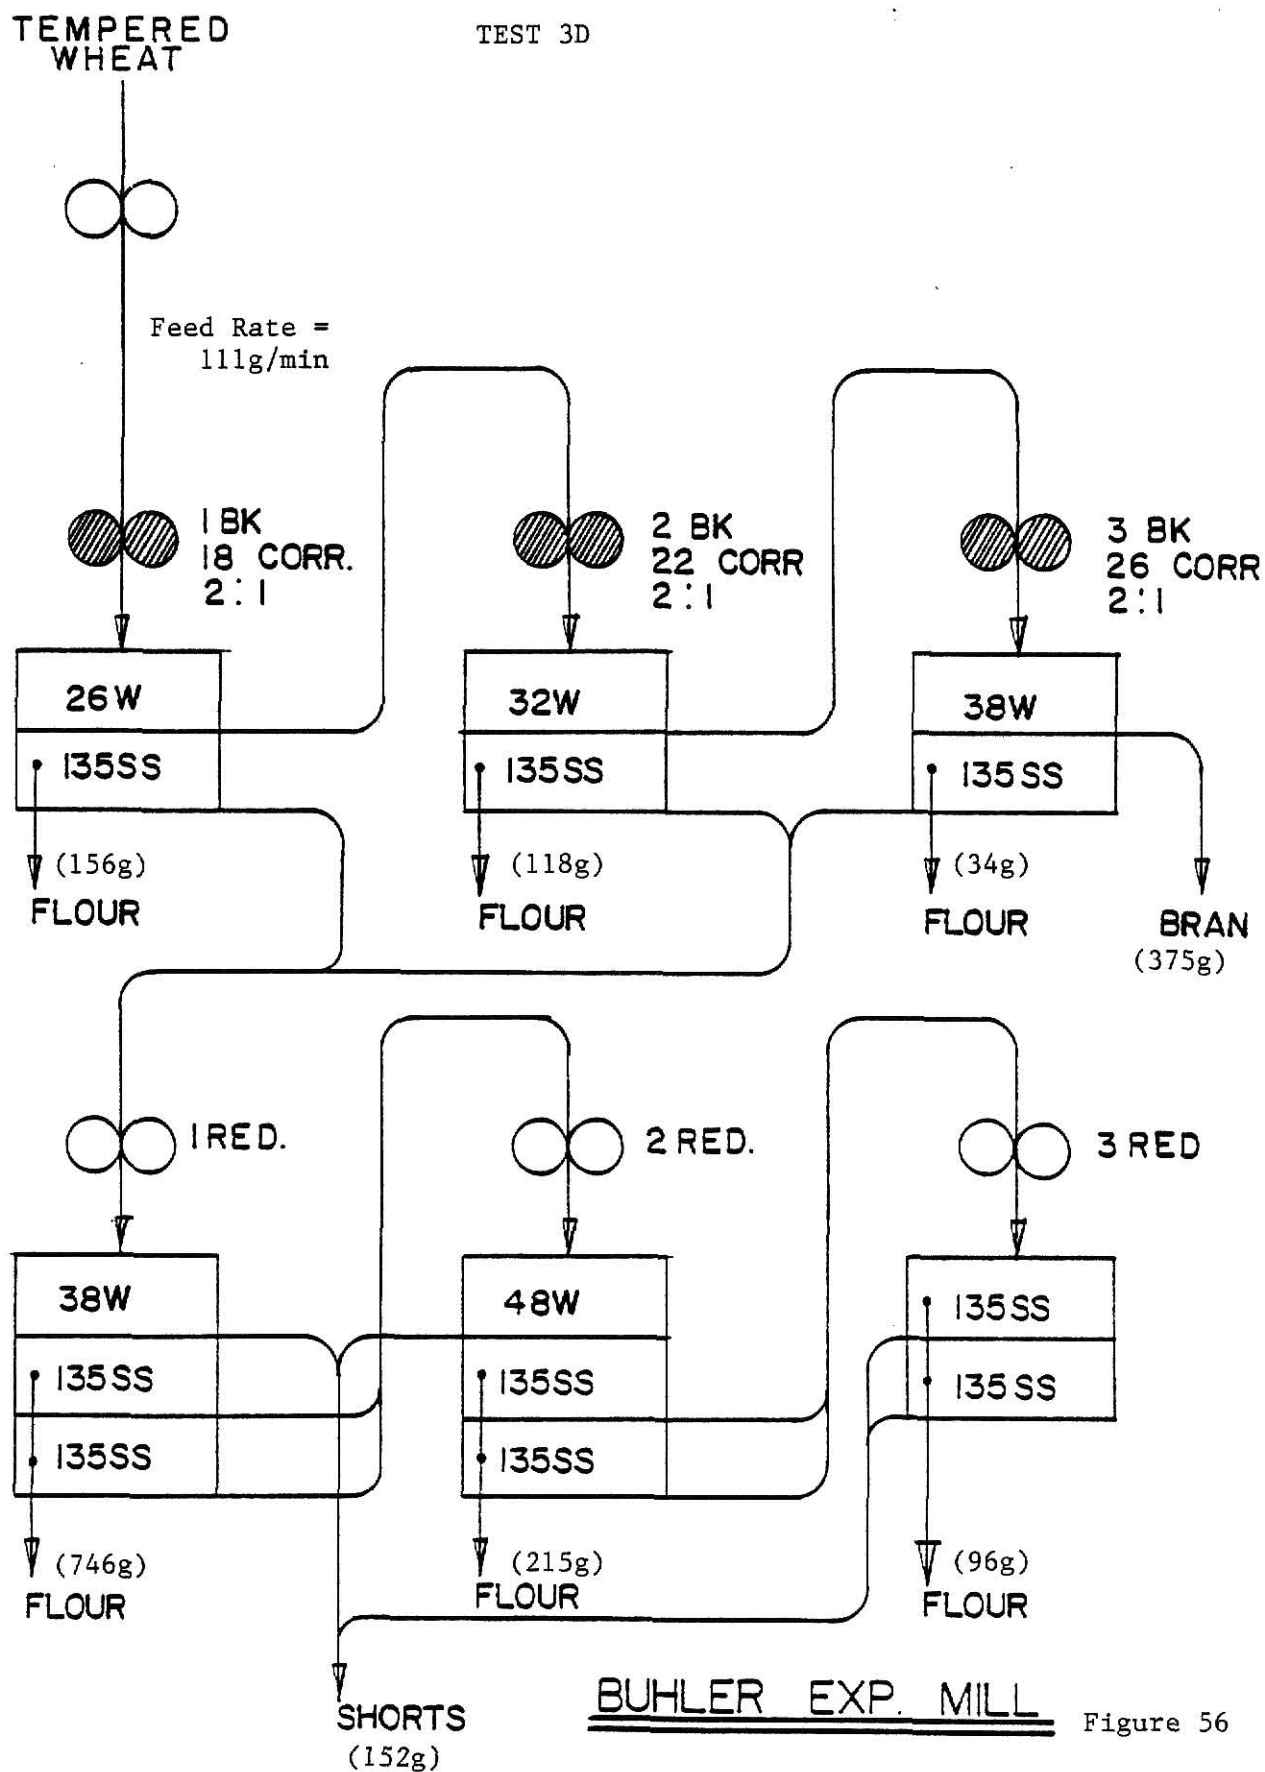 TEMPERED
WHEAT
TEST 3D
Feed Rate =
111g/min
1 BK
18 CORR.
2:1
2 BK
22 CORR
2:1
3 BK
26 CORR
2:1
26W
135SS
32W
135SS
38W
135SS
(156g)
FLOUR
(118g)
FLOUR
(34g)
FLOUR
BRAN
(375g)
1 RED.
2 RED.
3 RED
38W
135SS
135SS
48W
135SS
135SS
135SS
135SS
(746g)
FLOUR
(215g)
FLOUR
(96g)
FLOUR
SHORTS
(152g)
BUHLER EXP. MILL
Figure 56